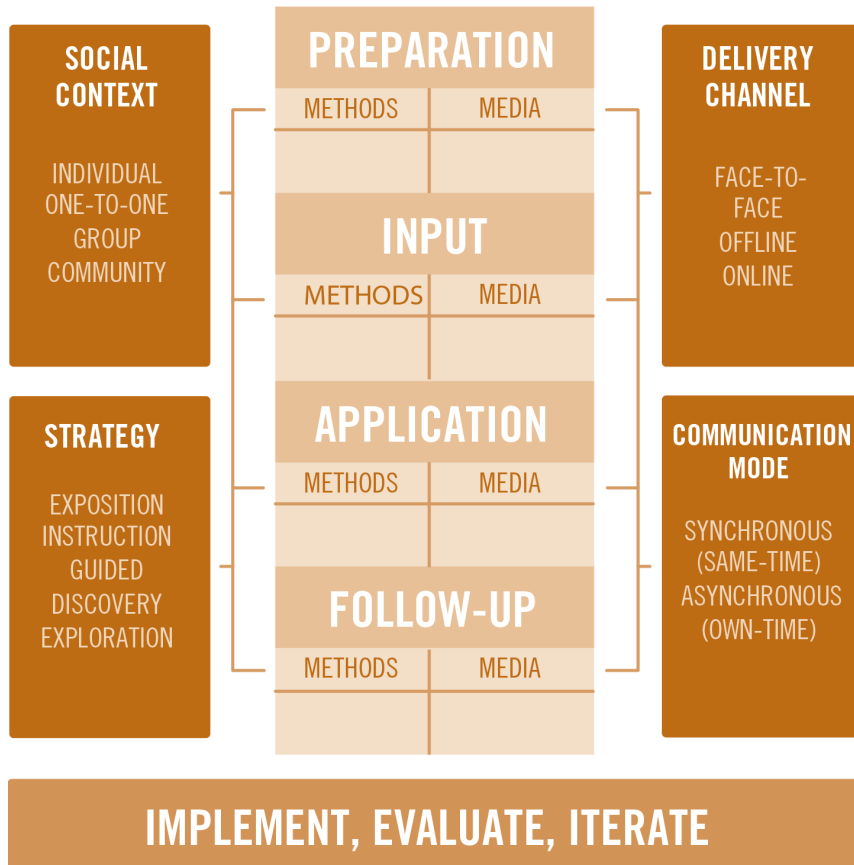 SOCIAL
CONTEXT
INDIVIDUAL
ONE-TO-ONE
GROUP
COMMUNITY
STRATEGY
EXPOSITION
INSTRUCTION
GUIDED
DISCOVERY
EXPLORATION
PREPARATION
METHODS MEDIA
INPUT
METHODS MEDIA
APPLICATION
METHODS MEDIA
FOLLOW-UP
METHODS MEDIA
DELIVERY
CHANNEL
FACE-TO-
FACE
OFFLINE
ONLINE
COMMUNICATION
MODE
SYNCHRONOUS
(SAME-TIME)
ASYNCHRONOUS
(OWN-TIME)
IMPLEMENT, EVALUATE, ITERATE